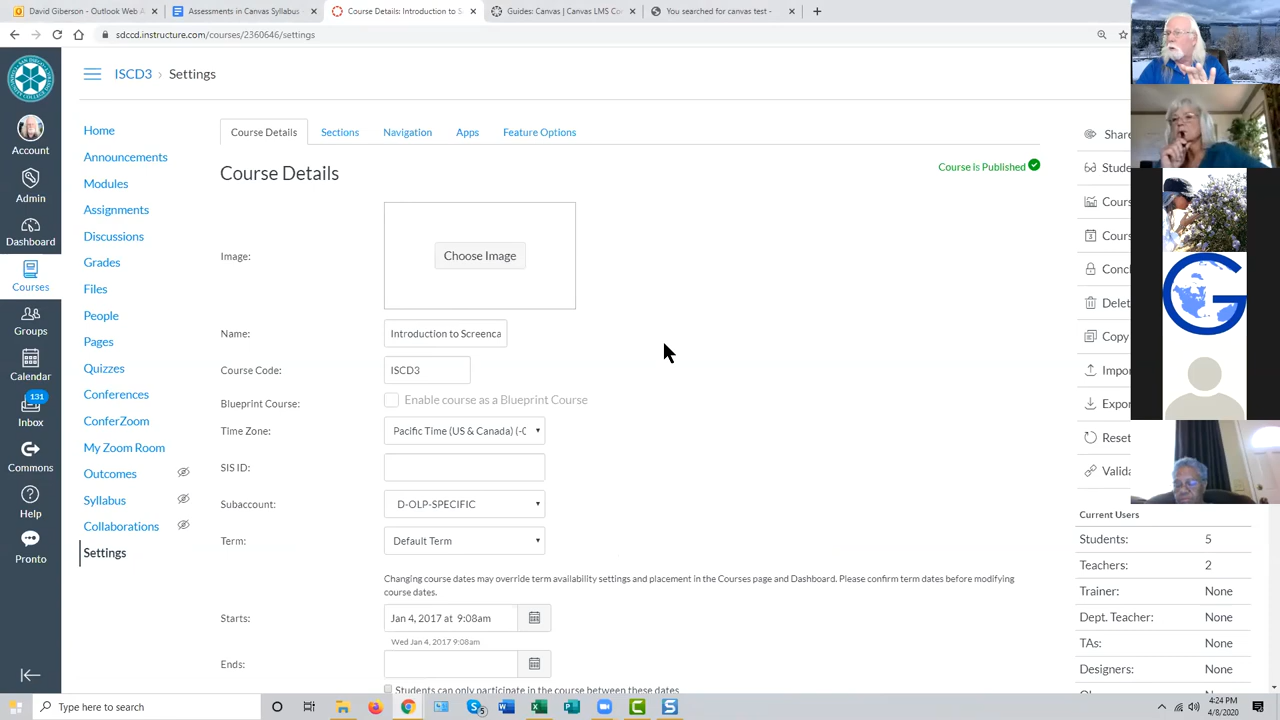 David Giberson - Outlook Web A
Assessments in Canvas Syllabus
Course Details: Introduction to S
Guides: Canvas | Canvas LMS Co
You searched for canvas test -
sdccd.instructure.com/courses/2360646/settings
ISCD3 › Settings
Account
Admin
Dashboard
Courses
Groups
Calendar
131
Inbox
Commons
Help
Pronto
Home
Announcements
Modules
Assignments
Discussions
Grades
Files
People
Pages
Quizzes
Conferences
ConferZoom
My Zoom Room
Outcomes
Syllabus
Collaborations
Settings
Course Details Sections Navigation Apps Feature Options
Course Details
Course is Published
Image:
Choose Image
Name: Introduction to Screenca
Course Code: ISCD3
Blueprint Course: Enable course as a Blueprint Course
Time Zone: Pacific Time (US & Canada) (-0
SIS ID:
Subaccount: D-OLP-SPECIFIC
Term: Default Term
Changing course dates may override term availability settings and placement in the Courses page and Dashboard. Please confirm term dates before modifying
course dates.
Starts: Jan 4, 2017 at 9:08am
Wed Jan 4, 2017 9:08am
Ends:
Students can only participate in the course between these dates
Share
Stude
Cours
Cours
Concl
Delet
Copy
Impor
Expor
Reset
Valida
Current Users
Students: 5
Teachers: 2
Trainer: None
Dept. Teacher: None
TAs: None
Designers: None
Type here to search
4:24 PM
4/8/2020